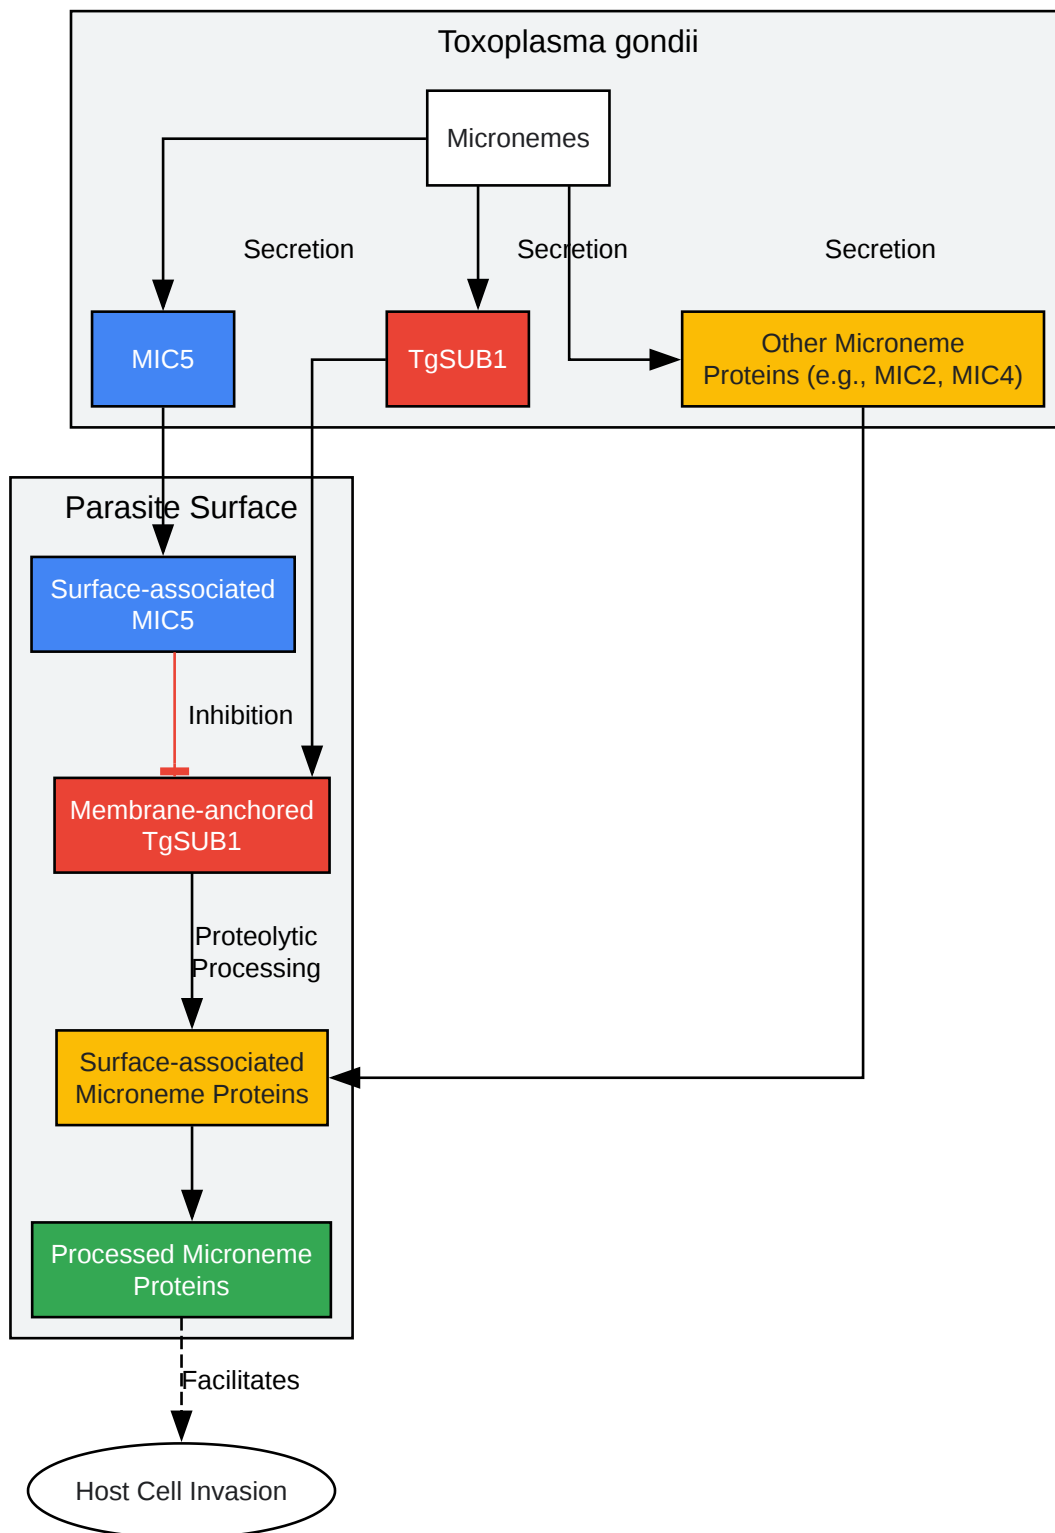 Toxoplasma gondii
Micronemes
Secretion
Secretion
Secretion
MIC5
TgSUB1
Other Microneme
Proteins (e.g., MIC2, MIC4)
Parasite Surface
Surface-associated
MIC5
Inhibition
Membrane-anchored
TgSUB1
Proteolytic
Processing
Surface-associated
Microneme Proteins
Processed Microneme
Proteins
Facilitates
Host Cell Invasion